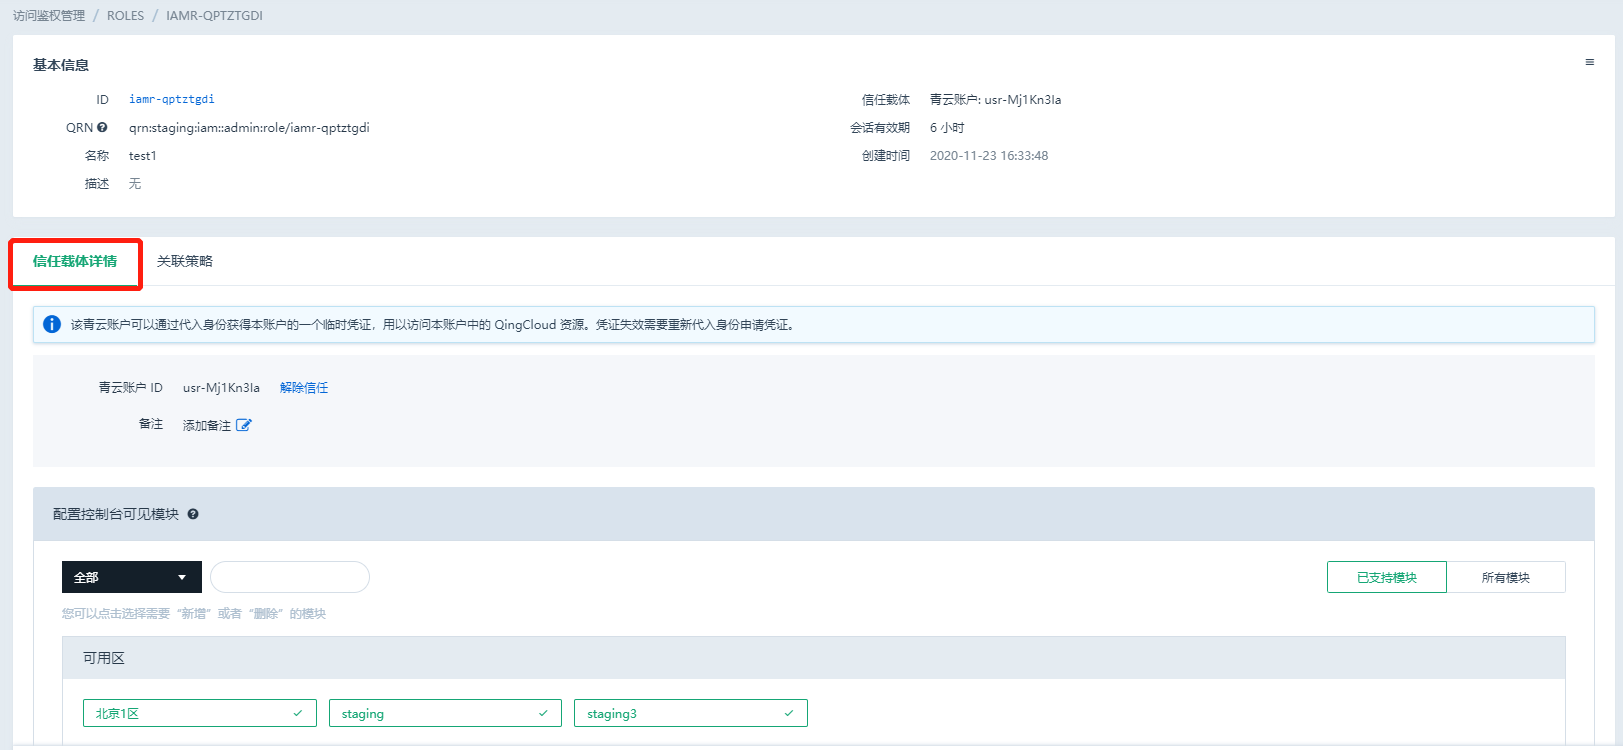 访问鉴权管理 / ROLES / IAMR-QPTZTGDI
基本信息
ID iamr-qptztgdi
QRN qrn:staging:iam::admin:role/iamr-qptztgdi
名称 test1
描述 无
信任载体 青云账户: usr-Mj1Kn3Ia
会话有效期 6 小时
创建时间 2020-11-23 16:33:48
信任载体详情 关联策略
该青云账户可以通过代入身份获得本账户的一个临时凭证，用以访问本账户中的 QingCloud 资源。凭证失效需要重新代入身份申请凭证。
青云账户 ID usr-Mj1Kn3Ia 解除信任
备注 添加备注
配置控制台可见模块
全部 已支持模块 所有模块
您可以点击选择需要“新增”或者“删除”的模块
可用区
北京1区 staging staging3